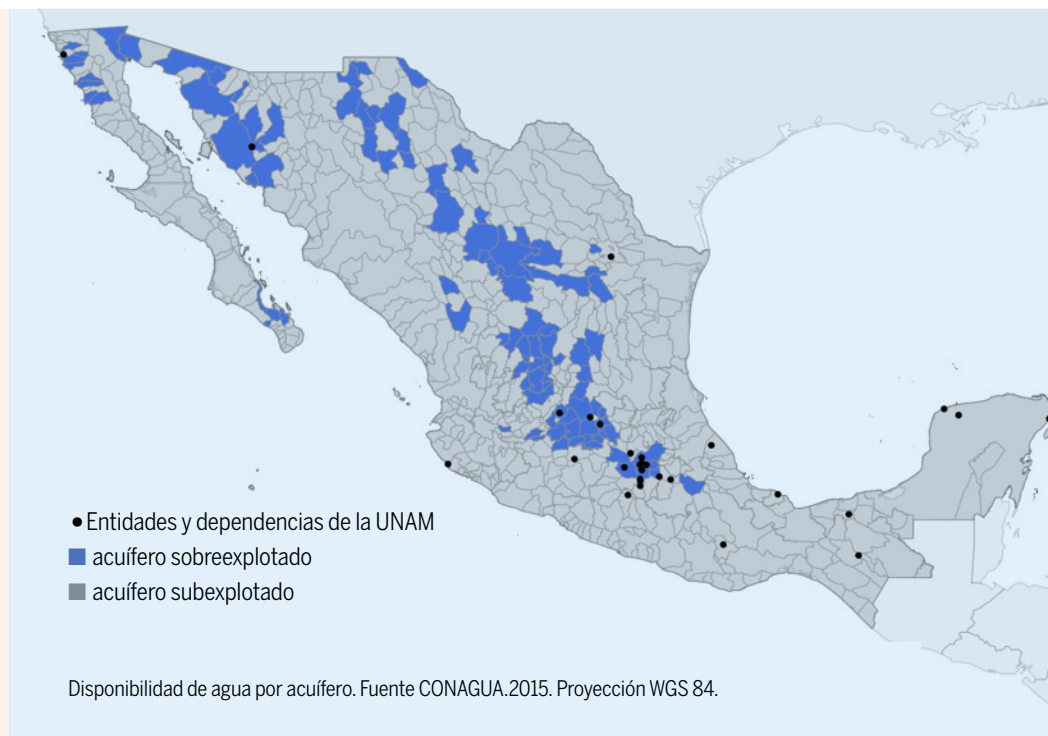 Entidades y dependencias de la UNAM
acuífero sobreexplotado
acuífero subexplotado
Disponibilidad de agua por acuífero. Fuente CONAGUA.2015. Proyección WGS 84.